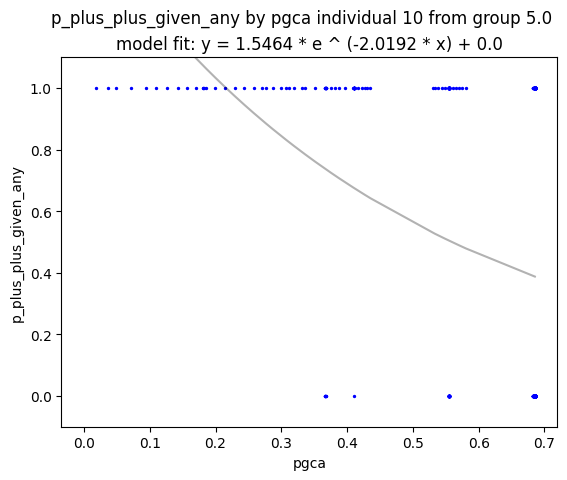 p_plus_plus_given_any by pgca individual 10 from group 5.0
model fit: y = 1.5464 * e ^ (-2.0192 * x) + 0.0
1.0
0.8
0.6
0.4
0.2
0.0
p_plus_plus_given_any
0.0 0.1 0.2 0.3 0.4 0.5 0.6 0.7
pgca